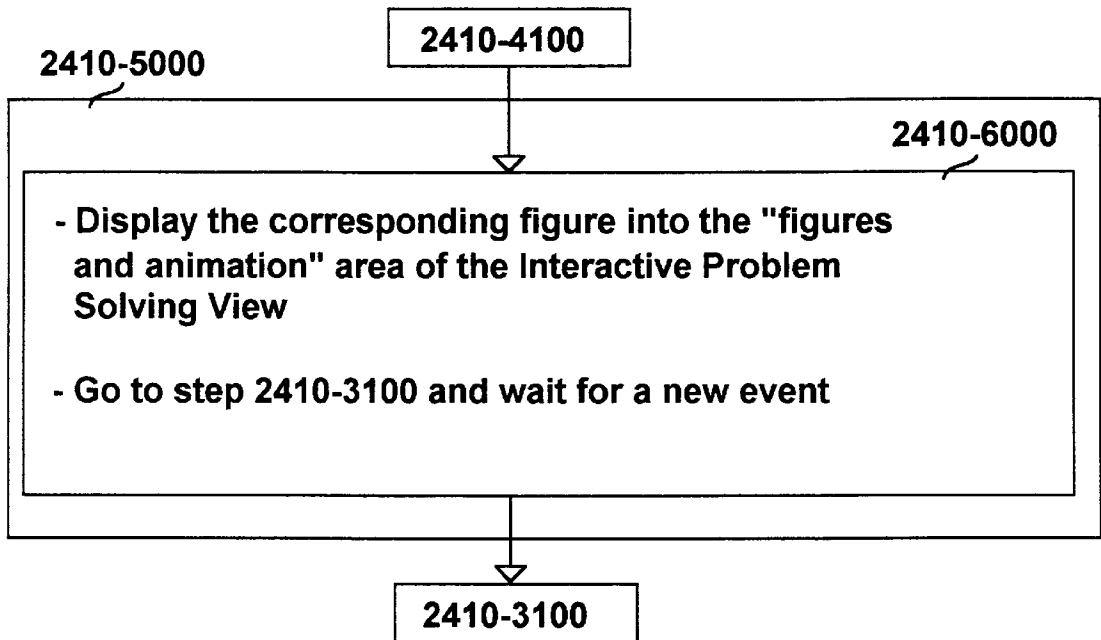 2410-4100
2410-5000
2410-6000
- Display the corresponding figure into the "figures
and animation" area of the Interactive Problem
Solving View
- Go to step 2410-3100 and wait for a new event
2410-3100